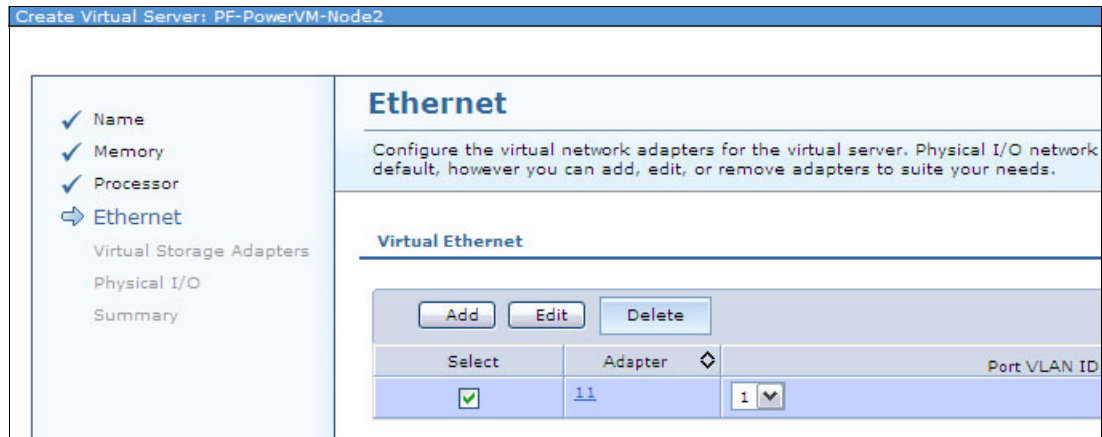 Create Virtual Server: PF-PowerVM-Node2
Name
Memory
Processor
Ethernet
Virtual Storage Adapters
Physical I/O
Summary
Ethernet
Configure the virtual network adapters for the virtual server. Physical I/O network
default, however you can add, edit, or remove adapters to suite your needs.
Virtual Ethernet
Add Edit Delete
Select Adapter Port VLAN ID
11 1